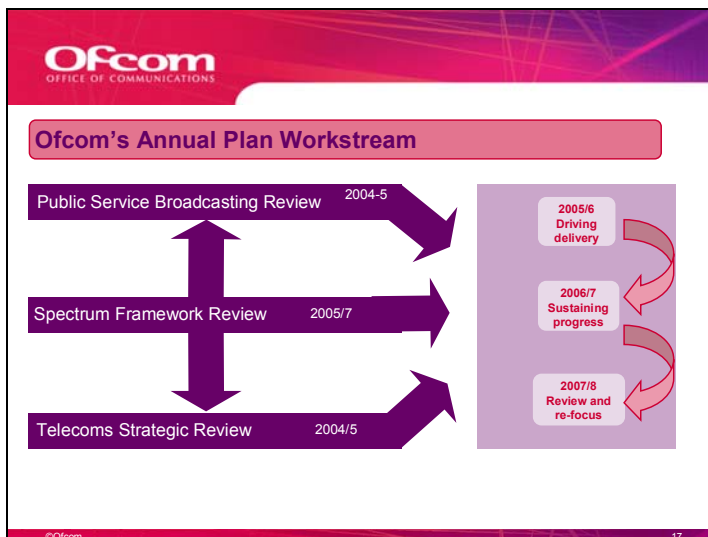 Ofcom
OFFICE OF COMMUNICATIONS
Ofcom's Annual Plan Workstream
Public Service Broadcasting Review 2004-5
Spectrum Framework Review 2005/7
Telecoms Strategic Review 2004/5
2005/6
Driving
delivery
2006/7
Sustaining
progress
2007/8
Review and
re-focus
©Ofcom 17